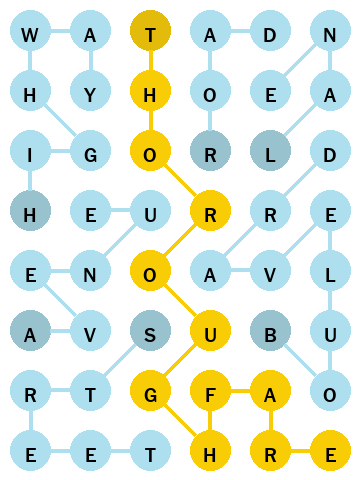 W A T A D N
H Y H O E A
I G O R L D
H E U R R E
E N O A V L
A V S U B U
R T G F A O
E E T H R E